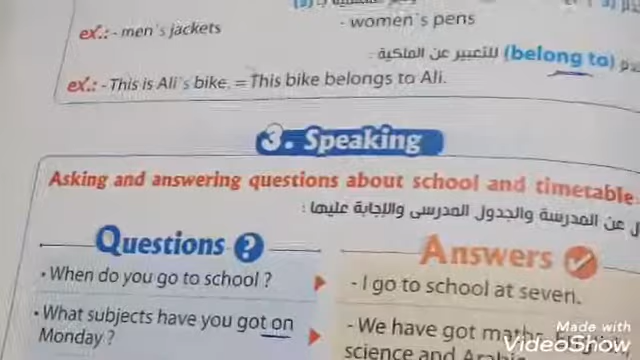 ex.: - men's jackets
- women's pens
(belong to) للتعبير عن الملكية
ex.: - This is Ali's bike. = This bike belongs to Ali.
3. Speaking
Asking and answering questions about school and timetable
عن المدرسة والجدول المدرسى والإجابة عليها :
Questions ?
Answers
• When do you go to school ?
- I go to school at seven.
• What subjects have you got on
Monday ?
- We have got maths, English
science and Arabic
Made with
VideoShow